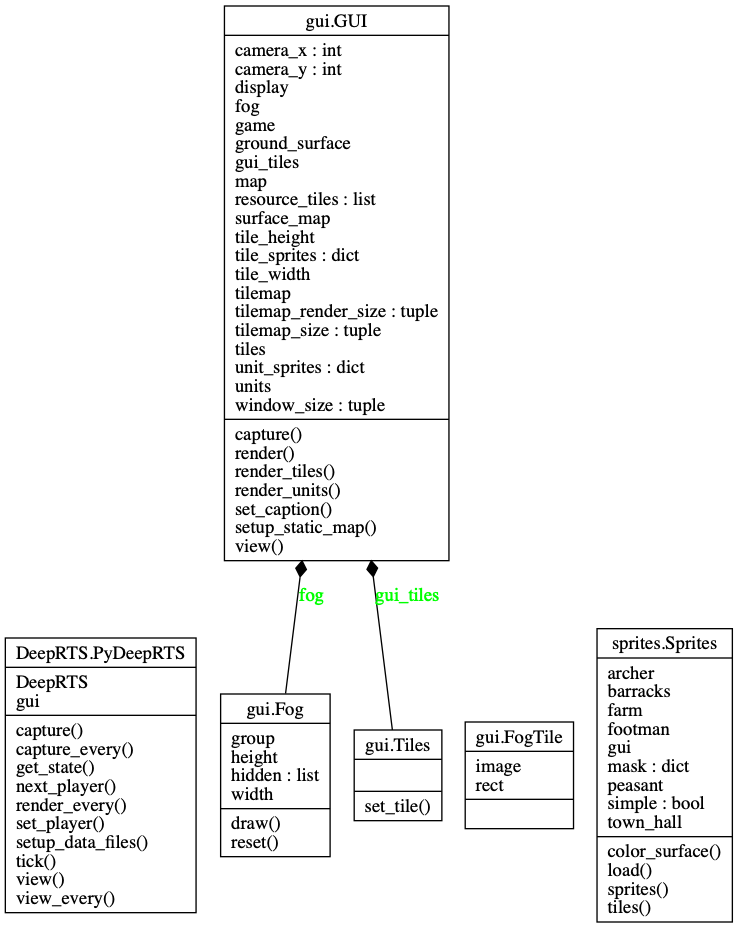 gui.GUI
camera_x : int
camera_y : int
display
fog
game
ground_surface
gui_tiles
map
resource_tiles : list
surface_map
tile_height
tile_sprites : dict
tile_width
tilemap
tilemap_render_size : tuple
tilemap_size : tuple
tiles
unit_sprites : dict
units
window_size : tuple
capture()
render()
render_tiles()
render_units()
set_caption()
setup_static_map()
view()
fog
gui_tiles
DeepRTS.PyDeepRTS
DeepRTS
gui
capture()
capture_every()
get_state()
next_player()
render_every()
set_player()
setup_data_files()
tick()
view()
view_every()
gui.Fog
group
height
hidden : list
width
draw()
reset()
gui.Tiles
set_tile()
gui.FogTile
image
rect
sprites.Sprites
archer
barracks
farm
footman
gui
mask : dict
peasant
simple : bool
town_hall
color_surface()
load()
sprites()
tiles()